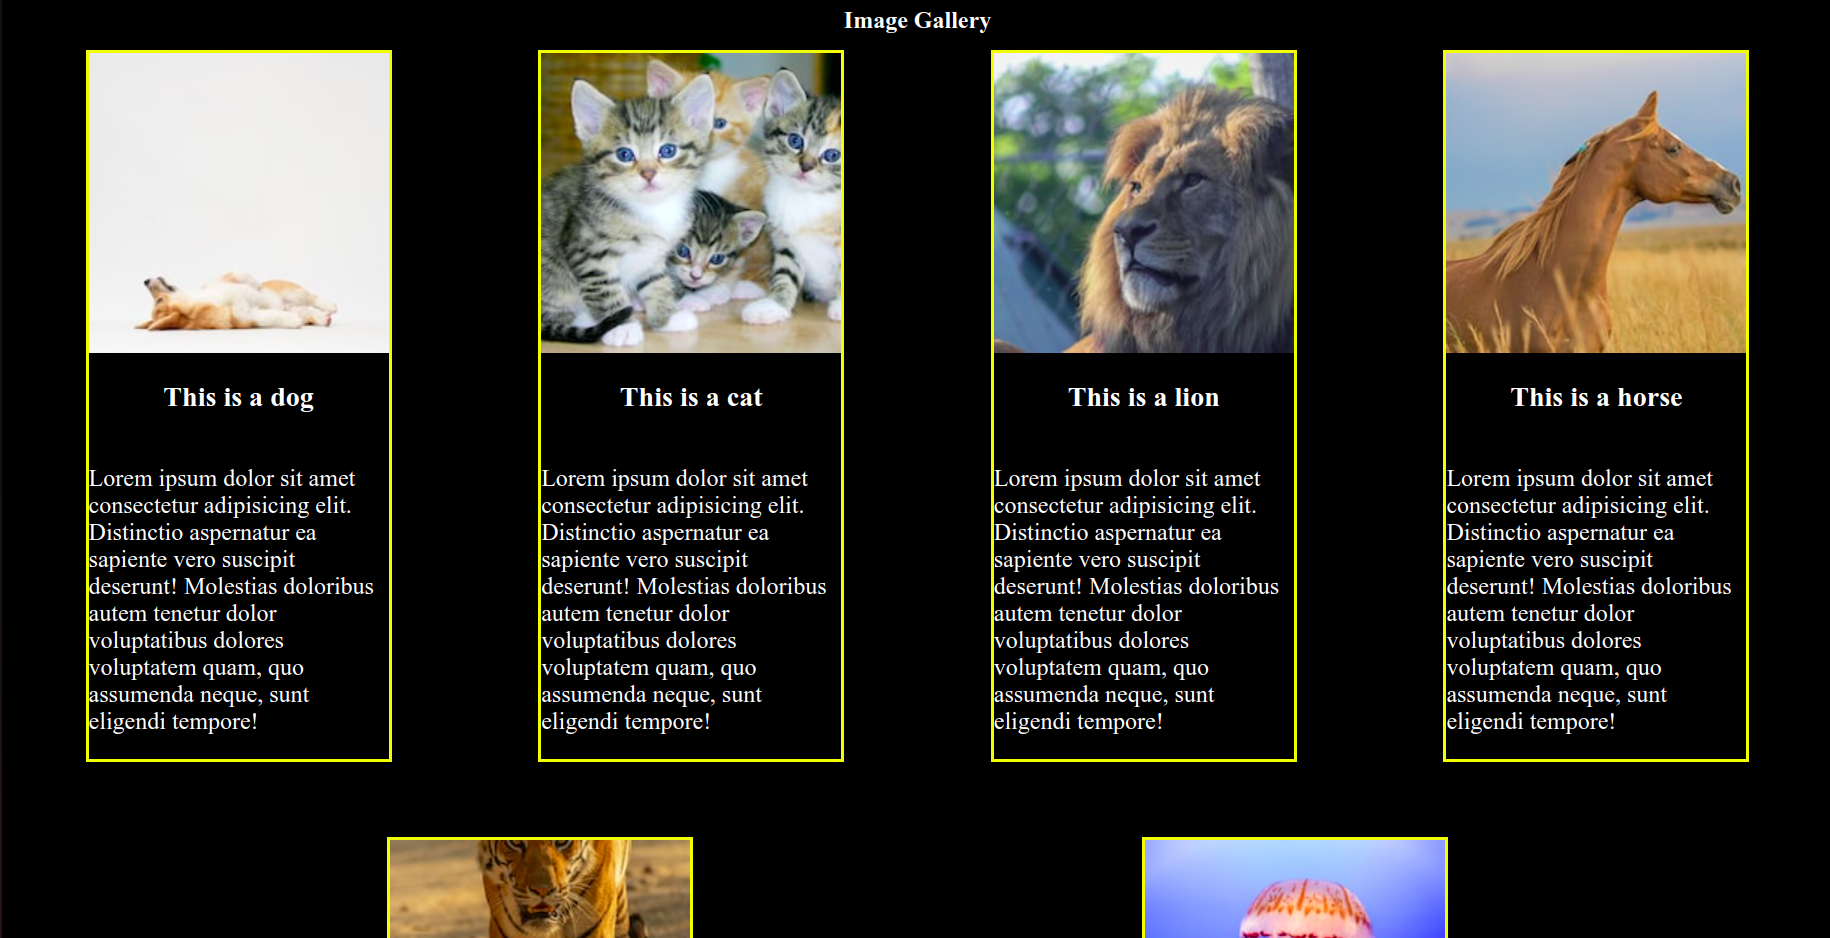 Image Gallery
This is a dog
Lorem ipsum dolor sit amet
consectetur adipisicing elit.
Distinctio aspernatur ea
sapiente vero suscipit
deserunt! Molestias doloribus
autem tenetur dolor
voluptatibus dolores
voluptatem quam, quo
assumenda neque, sunt
eligendi tempore!
This is a cat
Lorem ipsum dolor sit amet
consectetur adipisicing elit.
Distinctio aspernatur ea
sapiente vero suscipit
deserunt! Molestias doloribus
autem tenetur dolor
voluptatibus dolores
voluptatem quam, quo
assumenda neque, sunt
eligendi tempore!
This is a lion
Lorem ipsum dolor sit amet
consectetur adipisicing elit.
Distinctio aspernatur ea
sapiente vero suscipit
deserunt! Molestias doloribus
autem tenetur dolor
voluptatibus dolores
voluptatem quam, quo
assumenda neque, sunt
eligendi tempore!
This is a horse
Lorem ipsum dolor sit amet
consectetur adipisicing elit.
Distinctio aspernatur ea
sapiente vero suscipit
deserunt! Molestias doloribus
autem tenetur dolor
voluptatibus dolores
voluptatem quam, quo
assumenda neque, sunt
eligendi tempore!